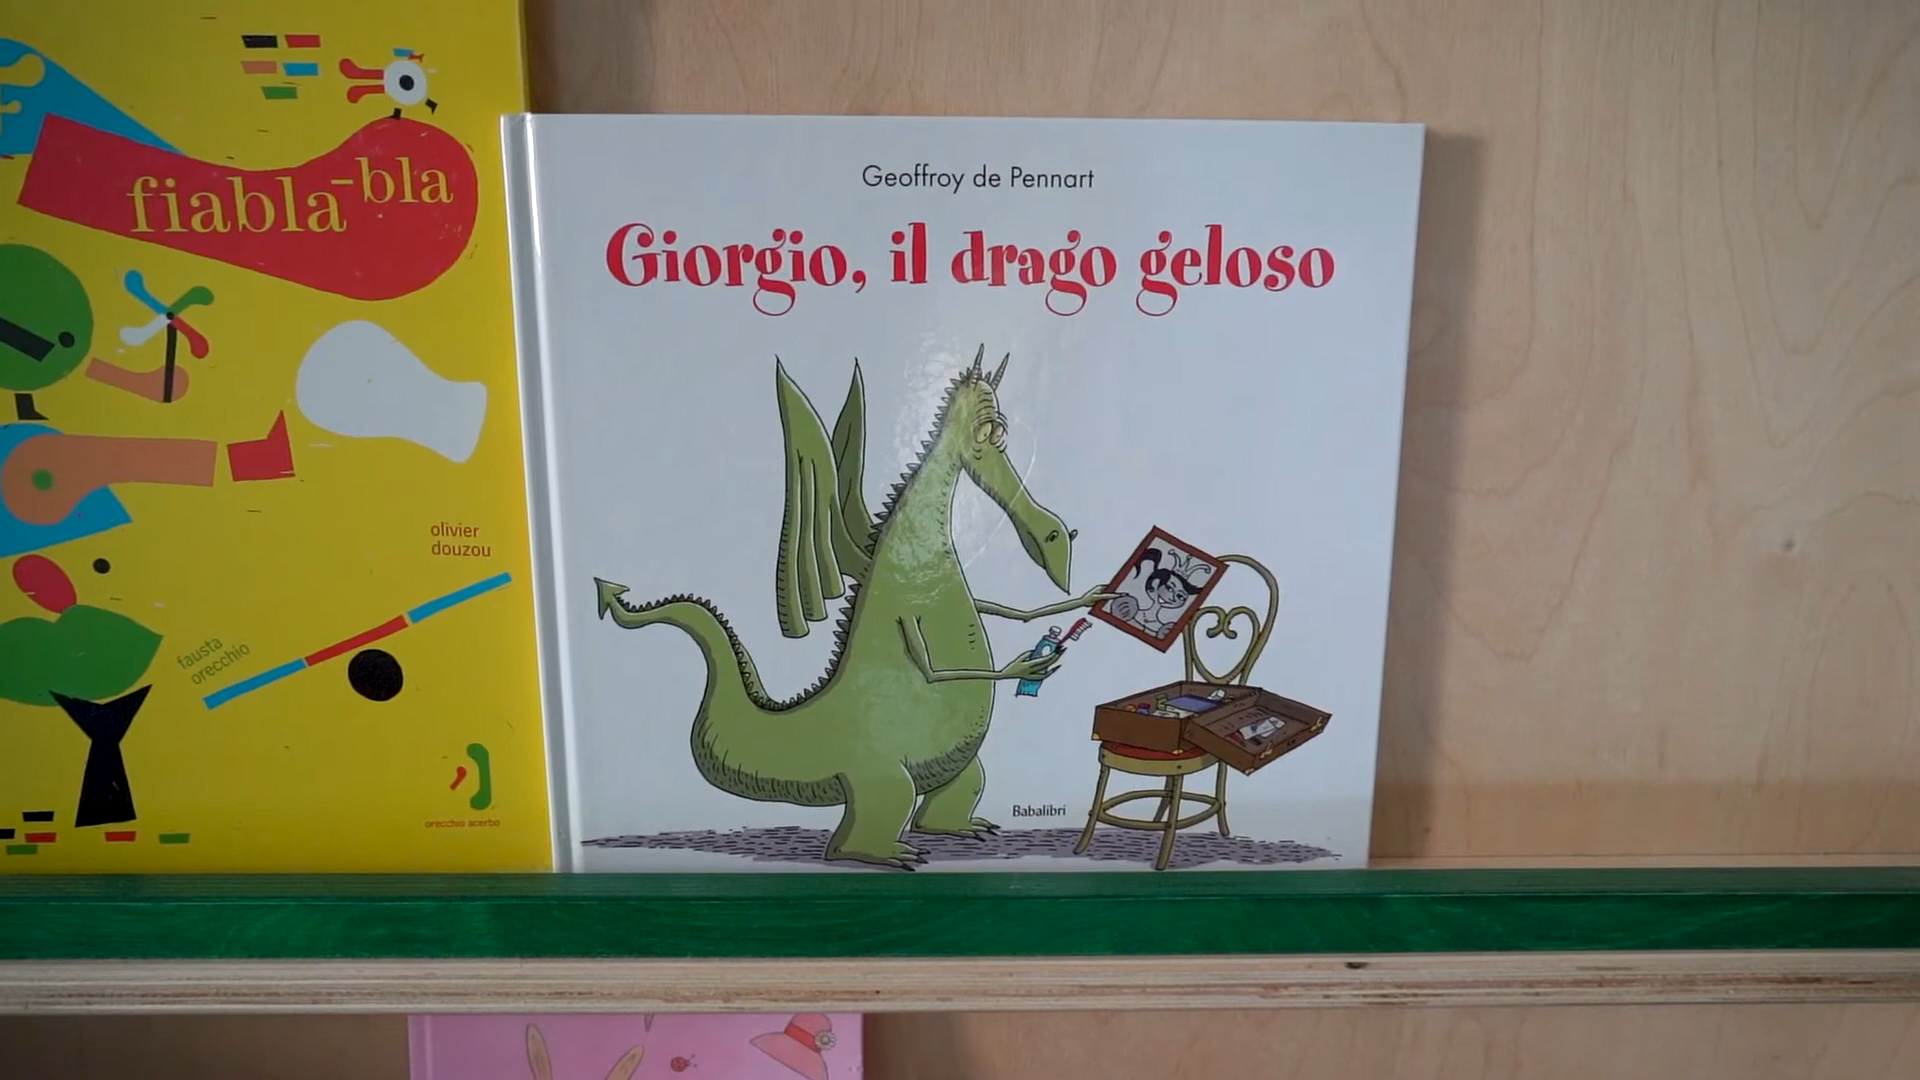 fiabla-bla
olivier
douzou
fausta
orecchio
orecchio acerbo
Geoffroy de Pennart
Giorgio, il drago geloso
Babalibri